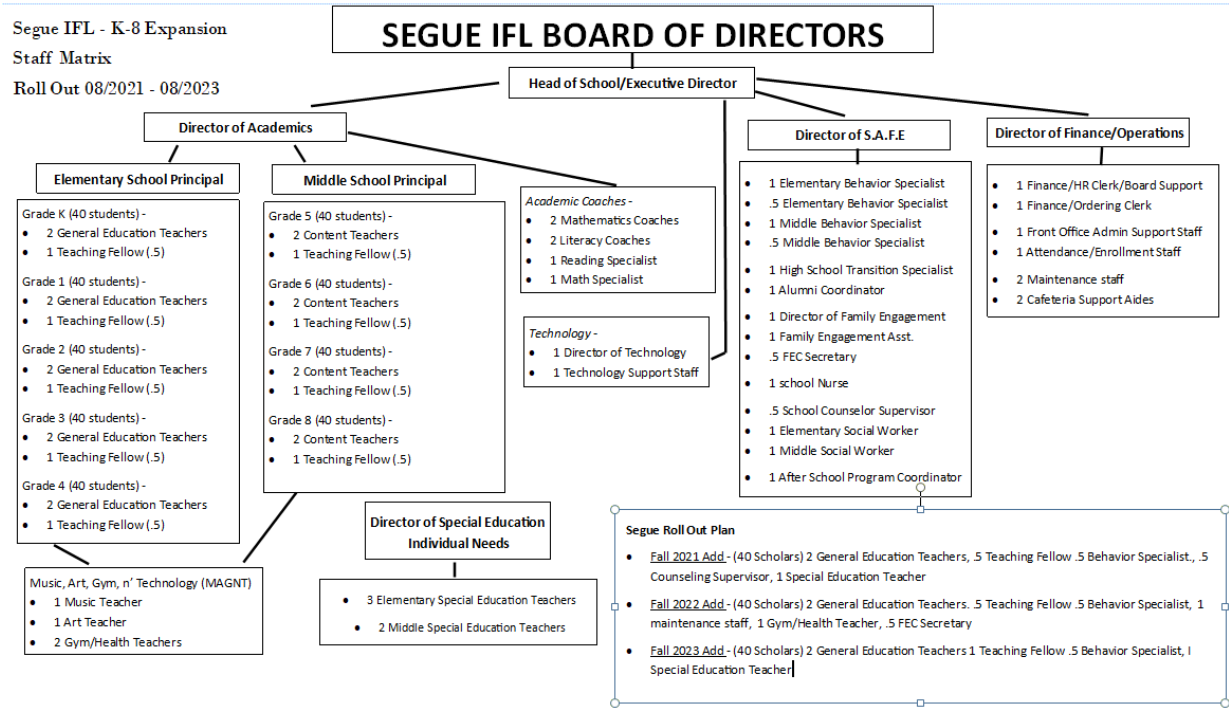 Segue IFL - K-8 Expansion
Staff Matrix
Roll Out 08/2021 - 08/2023
SEGUE IFL BOARD OF DIRECTORS
Head of School/Executive Director
Director of Academics
Director of S.A.F.E
Director of Finance/Operations
Elementary School Principal
Middle School Principal
Grade K (40 students) -
• 2 General Education Teachers
• 1 Teaching Fellow (.5)
Grade 1 (40 students) -
• 2 General Education Teachers
• 1 Teaching Fellow (.5)
Grade 2 (40 students) -
• 2 General Education Teachers
• 1 Teaching Fellow (.5)
Grade 3 (40 students) -
• 2 General Education Teachers
• 1 Teaching Fellow (.5)
Grade 4 (40 students) -
• 2 General Education Teachers
• 1 Teaching Fellow (.5)
Grade 5 (40 students) -
• 2 Content Teachers
• 1 Teaching Fellow (.5)
Grade 6 (40 students) -
• 2 Content Teachers
• 1 Teaching Fellow (.5)
Grade 7 (40 students) -
• 2 Content Teachers
• 1 Teaching Fellow (.5)
Grade 8 (40 students) -
• 2 Content Teachers
• 1 Teaching Fellow (.5)
Academic Coaches -
• 2 Mathematics Coaches
• 2 Literacy Coaches
• 1 Reading Specialist
• 1 Math Specialist
Technology -
• 1 Director of Technology
• 1 Technology Support Staff
• 1 Elementary Behavior Specialist
• .5 Elementary Behavior Specialist
• 1 Middle Behavior Specialist
• .5 Middle Behavior Specialist
• 1 High School Transition Specialist
• 1 Alumni Coordinator
• 1 Director of Family Engagement
• 1 Family Engagement Asst.
• .5 FEC Secretary
• 1 school Nurse
• .5 School Counselor Supervisor
• 1 Elementary Social Worker
• 1 Middle Social Worker
• 1 After School Program Coordinator
• 1 Finance/HR Clerk/Board Support
• 1 Finance/Ordering Clerk
• 1 Front Office Admin Support Staff
• 1 Attendance/Enrollment Staff
• 2 Maintenance staff
• 2 Cafeteria Support Aides
Music, Art, Gym, n' Technology (MAGNT)
• 1 Music Teacher
• 1 Art Teacher
• 2 Gym/Health Teachers
Director of Special Education
Individual Needs
• 3 Elementary Special Education Teachers
• 2 Middle Special Education Teachers
Segue Roll Out Plan
• Fall 2021 Add - (40 Scholars) 2 General Education Teachers, .5 Teaching Fellow .5 Behavior Specialist., .5
Counseling Supervisor, 1 Special Education Teacher
• Fall 2022 Add - (40 Scholars) 2 General Education Teachers. .5 Teaching Fellow .5 Behavior Specialist, 1
maintenance staff, 1 Gym/Health Teacher, .5 FEC Secretary
• Fall 2023 Add - (40 Scholars) 2 General Education Teachers 1 Teaching Fellow .5 Behavior Specialist, I
Special Education Teacher